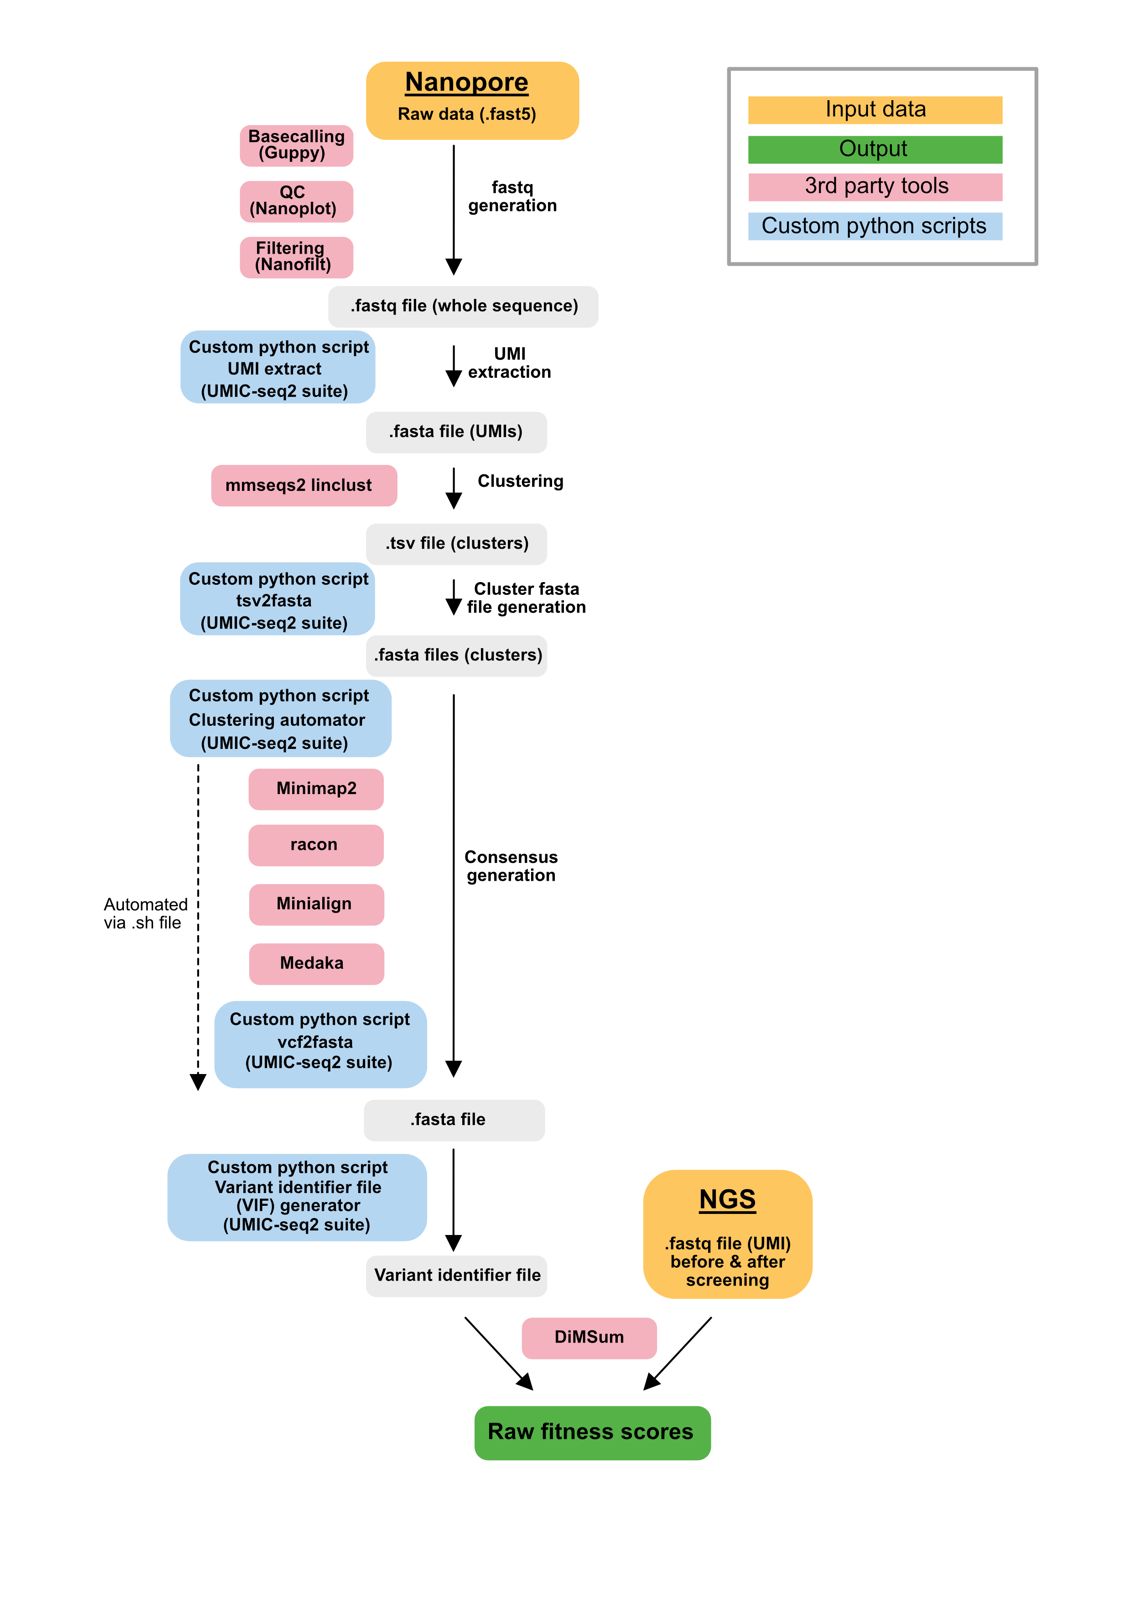 Nanopore
Raw data (.fast5)
Input data
Output
3rd party tools
Custom python scripts
Basecalling
(Guppy)
QC
(Nanoplot)
Filtering
(Nanofilt)
fastq
generation
.fastq file (whole sequence)
Custom python script
UMI extract
(UMIC-seq2 suite)
UMI
extraction
.fasta file (UMIs)
mmseqs2 linclust
Clustering
.tsv file (clusters)
Custom python script
tsv2fasta
(UMIC-seq2 suite)
Cluster fasta
file generation
.fasta files (clusters)
Custom python script
Clustering automator
(UMIC-seq2 suite)
Minimap2
racon
Minialign
Medaka
Automated
via .sh file
Consensus
generation
Custom python script
vcf2fasta
(UMIC-seq2 suite)
.fasta file
Custom python script
Variant identifier file
(VIF) generator
(UMIC-seq2 suite)
Variant identifier file
NGS
.fastq file (UMI)
before & after
screening
DiMSum
Raw fitness scores